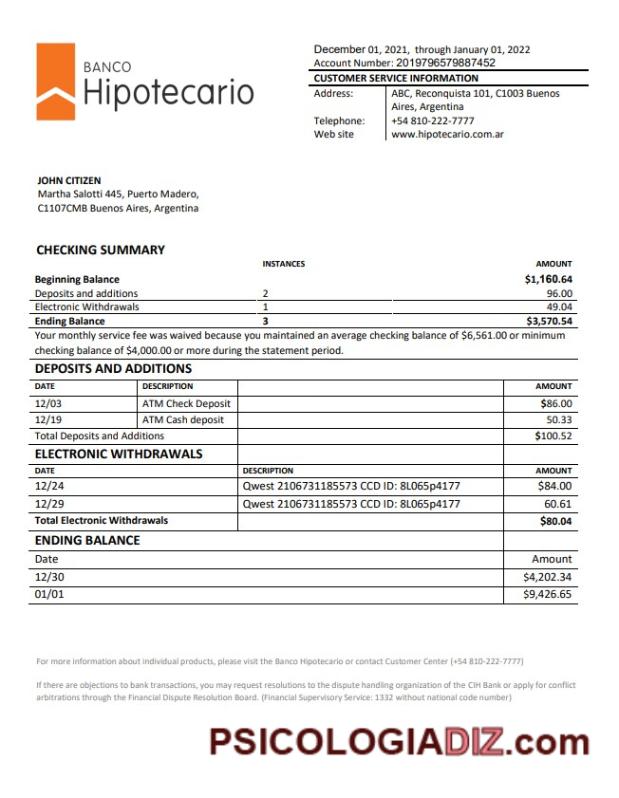 BANCO
Hipotecario
December 01, 2021, through January 01, 2022
Account Number: 2019796579887452
CUSTOMER SERVICE INFORMATION
Address: ABC, Reconquista 101, C1003 Buenos
Aires, Argentina
Telephone: +54 810-222-7777
Web site www.hipotecario.com.ar
JOHN CITIZEN
Martha Salotti 445, Puerto Madero,
C1107CMB Buenos Aires, Argentina
CHECKING SUMMARY
INSTANCES AMOUNT
Beginning Balance $1,160.64
Deposits and additions 2 96.00
Electronic Withdrawals 1 49.04
Ending Balance 3 $3,570.54
Your monthly service fee was waived because you maintained an average checking balance of $6,561.00 or minimum
checking balance of $4,000.00 or more during the statement period.
DEPOSITS AND ADDITIONS
DATE DESCRIPTION AMOUNT
12/03 ATM Check Deposit $86.00
12/19 ATM Cash deposit 50.33
Total Deposits and Additions $100.52
ELECTRONIC WITHDRAWALS
DATE DESCRIPTION AMOUNT
12/24 Qwest 2106731185573 CCD ID: 8L065p4177 $84.00
12/29 Qwest 2106731185573 CCD ID: 8L065p4177 60.61
Total Electronic Withdrawals $80.04
ENDING BALANCE
Date Amount
12/30 $4,202.34
01/01 $9,426.65
For more information about individual products, please visit the Banco Hipotecario or contact Customer Center (+54 810-222-7777)
If there are objections to bank transactions, you may request resolutions to the dispute handling organization of the CIH Bank or apply for conflict
arbitrations through the Financial Dispute Resolution Board. (Financial Supervisory Service: 1332 without national code number)
PSICOLOGIADIZ.com